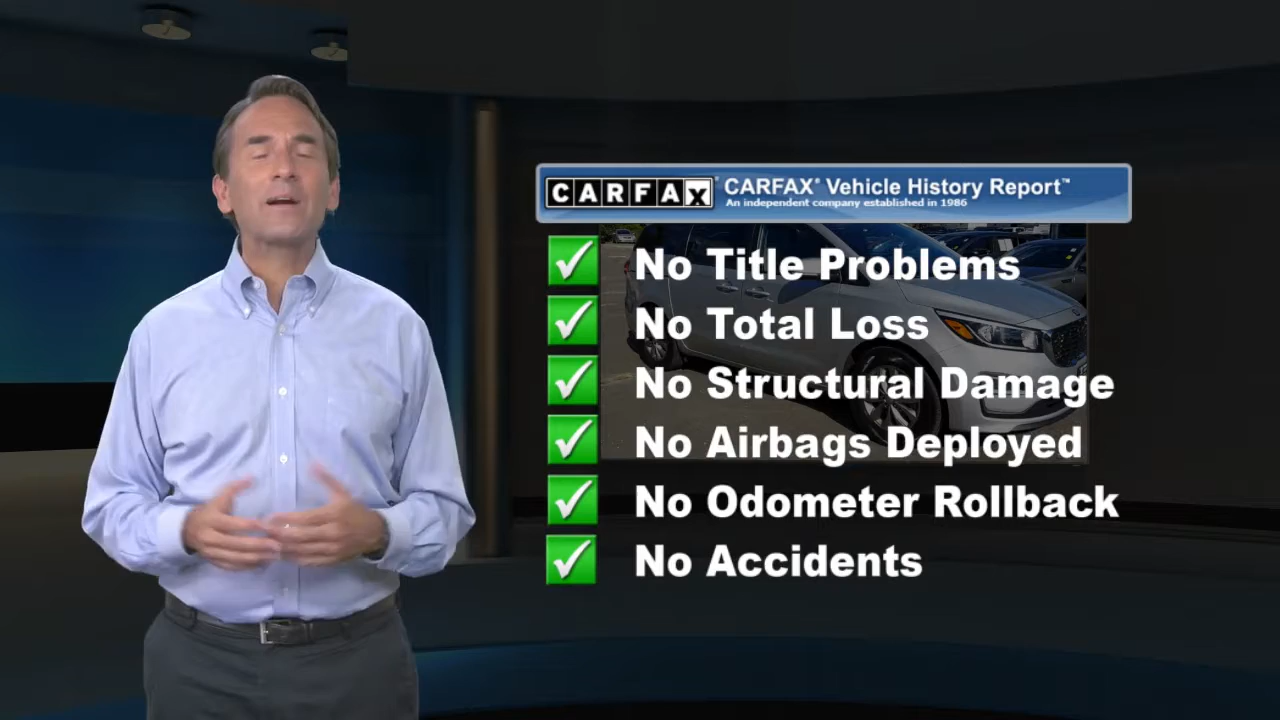 CARFAX® CARFAX® Vehicle History Report™
An independent company established in 1986
No Title Problems
No Total Loss
No Structural Damage
No Airbags Deployed
No Odometer Rollback
No Accidents